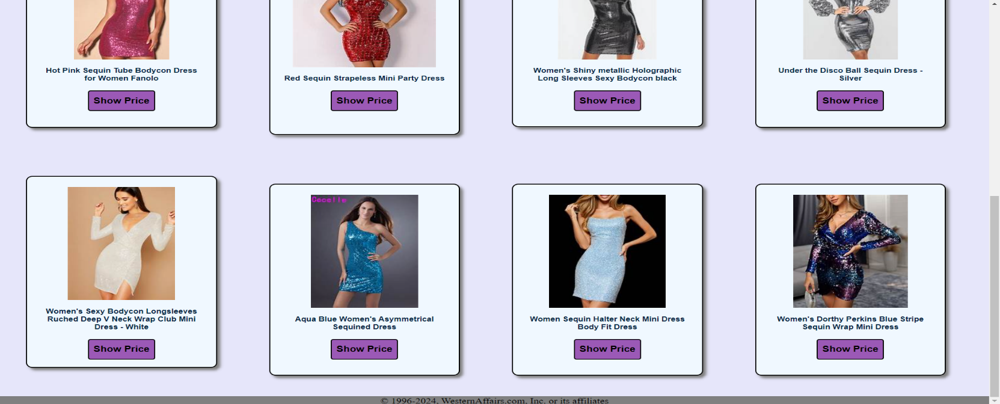 Hot Pink Sequin Tube Bodycon Dress
for Women Fanolo
Show Price
Red Sequin Strapeless Mini Party Dress
Show Price
Women's Shiny metallic Holographic
Long Sleeves Sexy Bodycon black
Show Price
Under the Disco Ball Sequin Dress -
Silver
Show Price
Women's Sexy Bodycon Longsleeves
Ruched Deep V Neck Wrap Club Mini
Dress - White
Show Price
Cecelle
Aqua Blue Women's Asymmetrical
Sequined Dress
Show Price
Women Sequin Halter Neck Mini Dress
Body Fit Dress
Show Price
Women's Dorthy Perkins Blue Stripe
Sequin Wrap Mini Dress
Show Price
© 1996-2024, WesternAffairs.com, Inc. or its affiliates